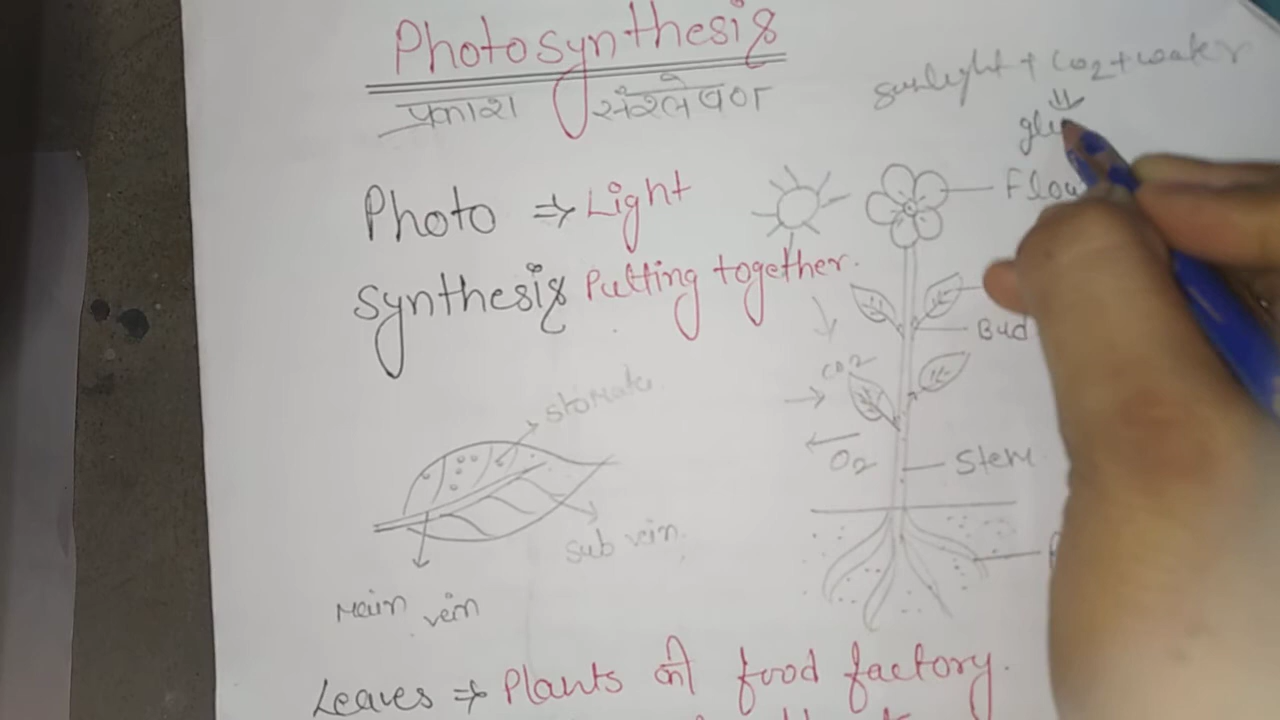 Photosynthesis
प्रकाश संश्लेषण
sunlight + CO2 + water
⇓
Photo ⇒ Light
Flow
synthesis Putting together.
Bud
CO2
→
stomata
←
O2
Stem
sub vein.
Main vein
Leaves ⇒ Plants की food factory.